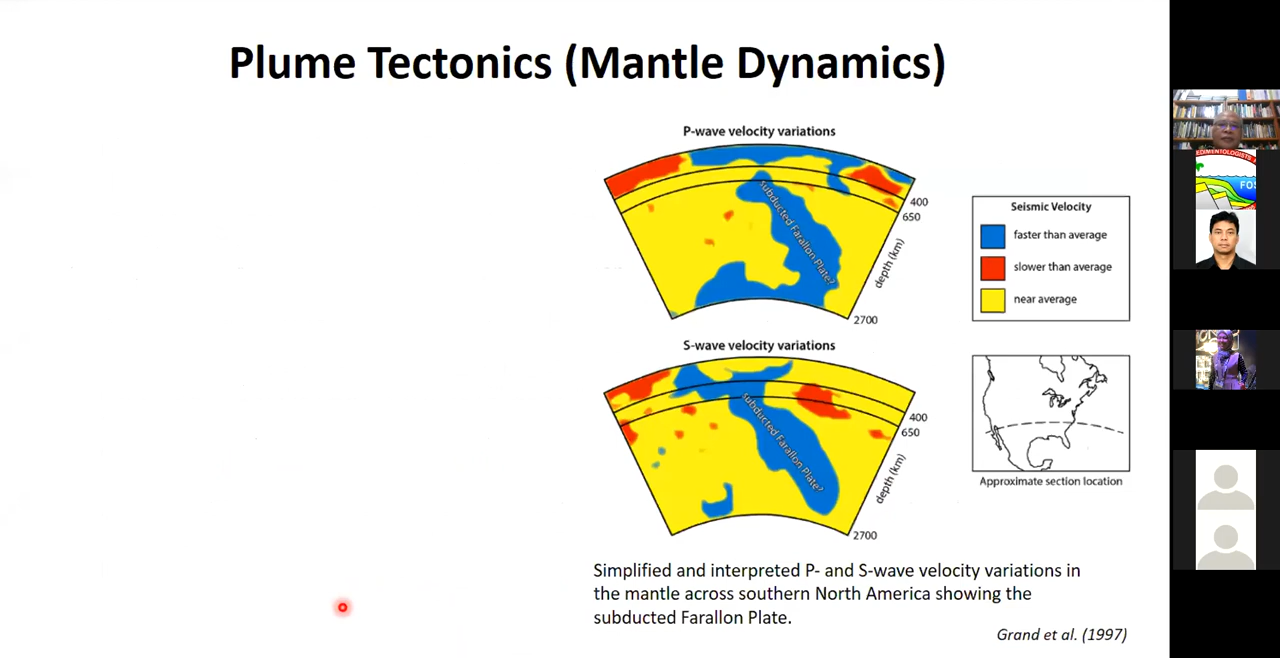 Plume Tectonics (Mantle Dynamics)
P-wave velocity variations
subducted Farallon Plate?
400
650
depth (km)
2700
Seismic Velocity
faster than average
slower than average
near average
S-wave velocity variations
subducted Farallon Plate?
400
650
depth (km)
2700
Approximate section location
Simplified and interpreted P- and S-wave velocity variations in
the mantle across southern North America showing the
subducted Farallon Plate.
Grand et al. (1997)
EDIMENTOLOGISTS
FO